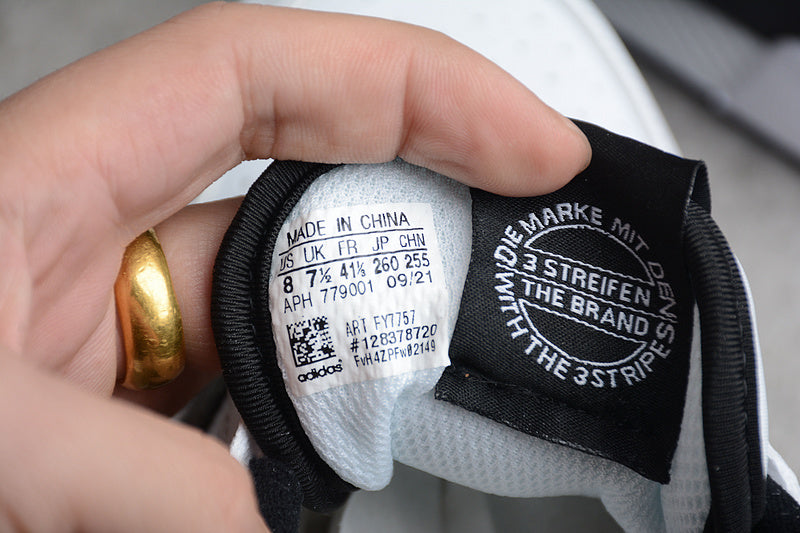 MADE IN CHINA
US UK FR JP CHN
8 7½ 41⅓ 260 255
APH 779001 09/21
ART FY7757
#128378720
FvH4ZPFw02149
adidas
DIE MARKE MIT DEN
3 STREIFEN
THE BRAND
WITH THE 3 STRIPES